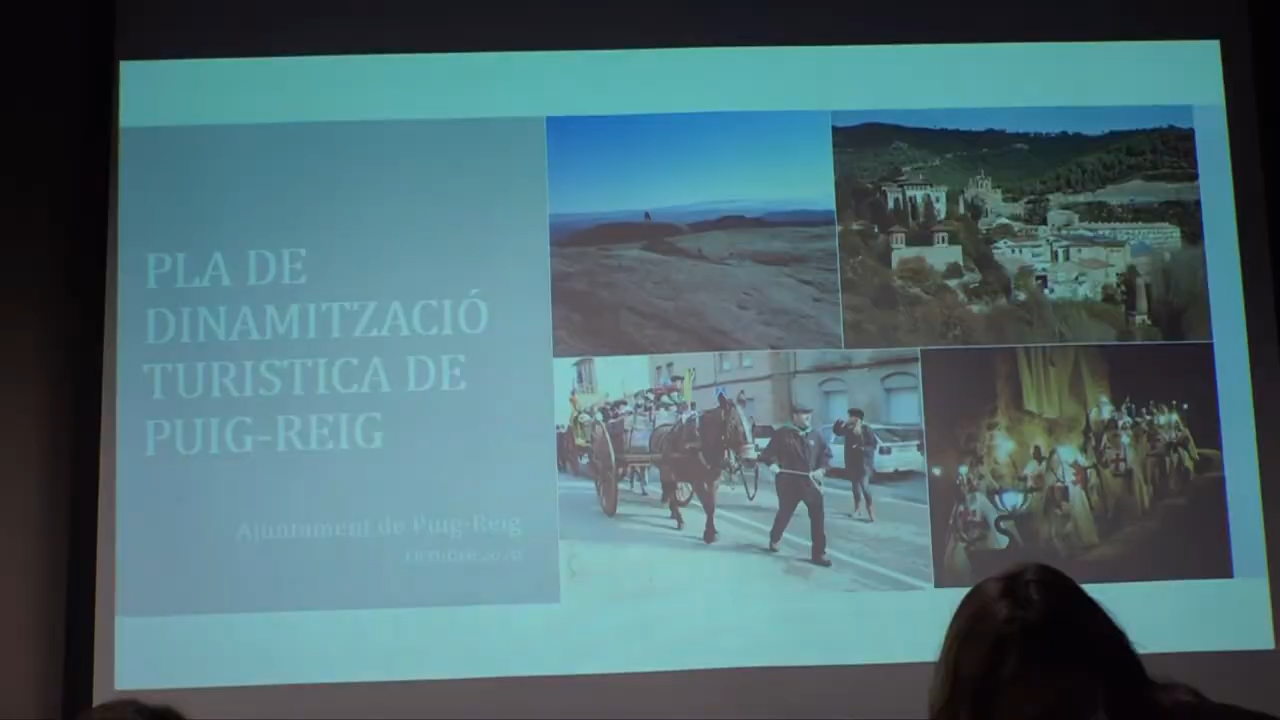 PLA DE
DINAMITZACIÓ
TURISTICA DE
PUIG-REIG
Ajuntament de Puig-Reig